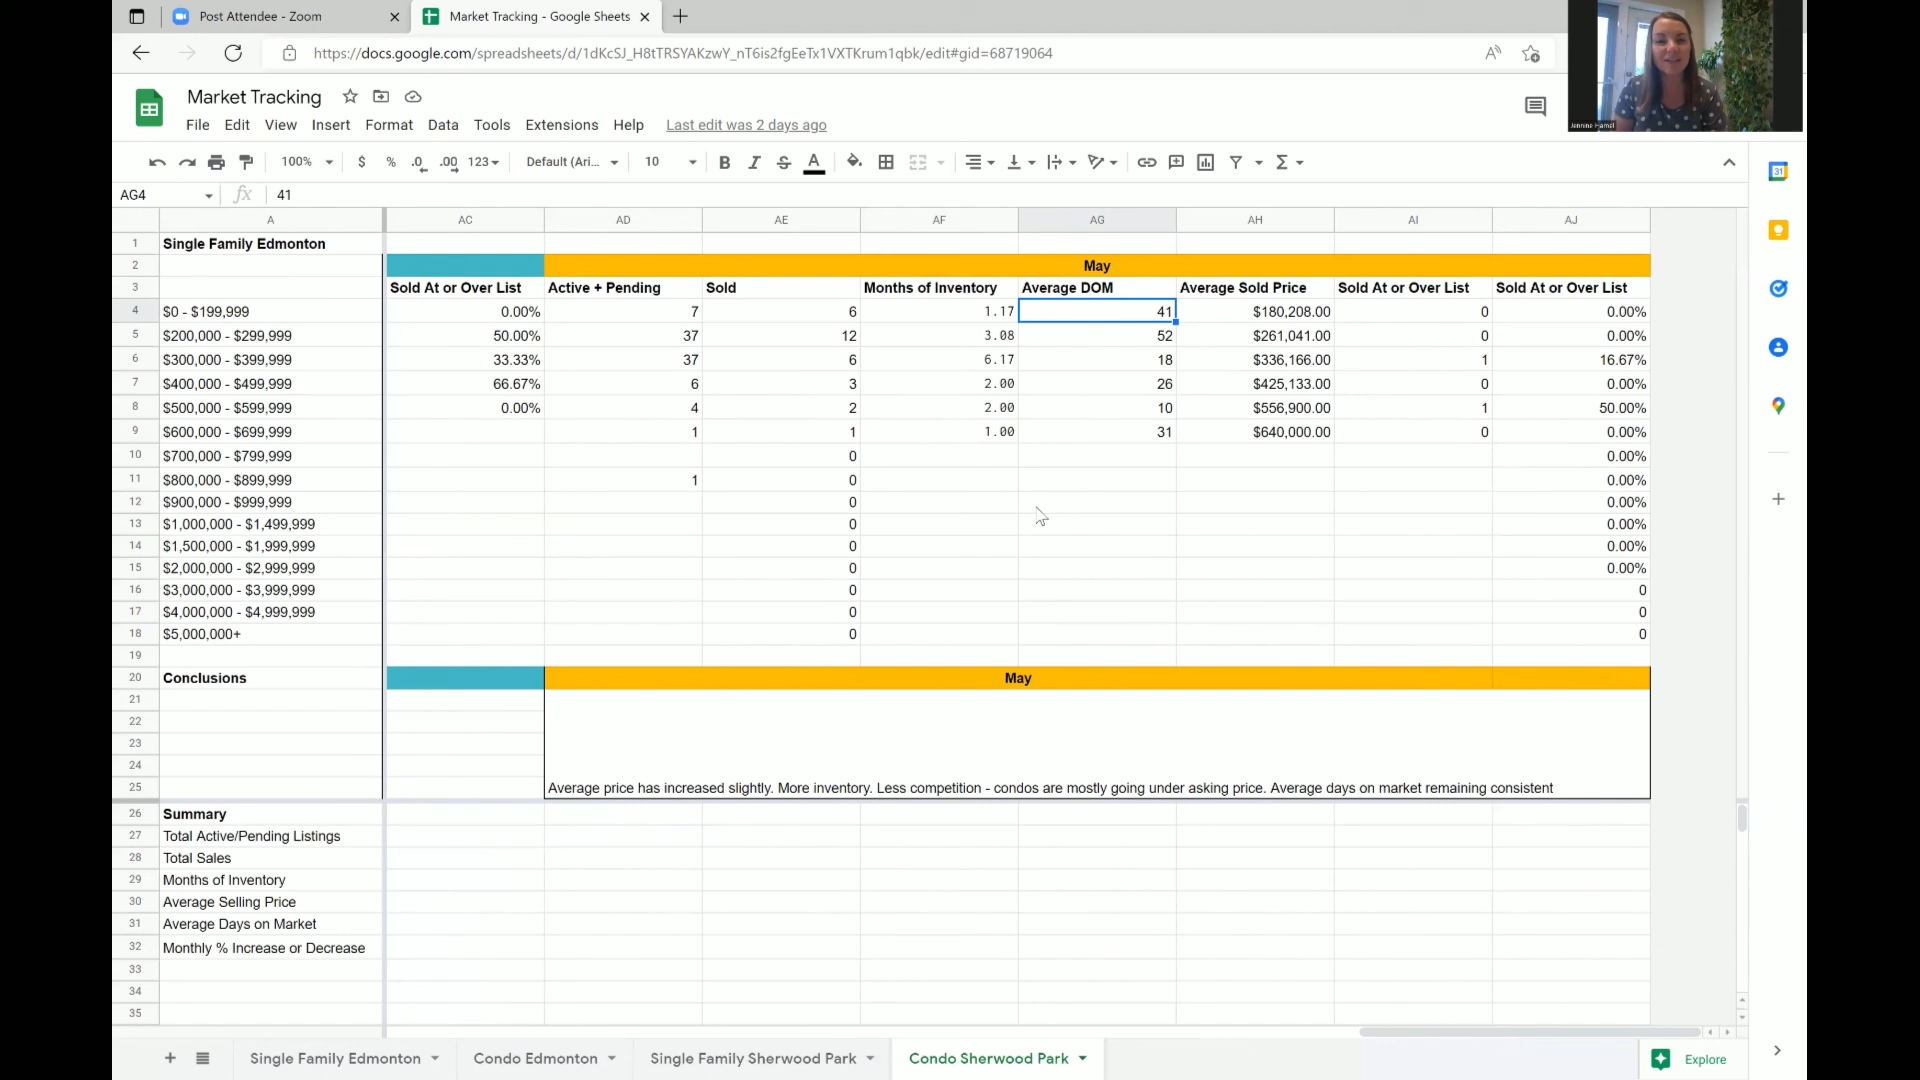 Post Attendee - Zoom
Market Tracking - Google Sheets
https://docs.google.com/spreadsheets/d/1dKcSJ_H8tTRSYAKzwY_nT6is2fgEeTx1VXTKrum1qbk/edit#gid=68719064
Market Tracking
File Edit View Insert Format Data Tools Extensions Help Last edit was 2 days ago
Jennine Hamel
100% $ % .0 .00 123 Default (Ari... 10 B I S A
31
AG4 fx 41
A AC AD AE AF AG AH AI AJ
1 Single Family Edmonton
2 May
3 Sold At or Over List Active + Pending Sold Months of Inventory Average DOM Average Sold Price Sold At or Over List Sold At or Over List
4 $0 - $199,999 0.00% 7 6 1.17 41 $180,208.00 0 0.00%
5 $200,000 - $299,999 50.00% 37 12 3.08 52 $261,041.00 0 0.00%
6 $300,000 - $399,999 33.33% 37 6 6.17 18 $336,166.00 1 16.67%
7 $400,000 - $499,999 66.67% 6 3 2.00 26 $425,133.00 0 0.00%
8 $500,000 - $599,999 0.00% 4 2 2.00 10 $556,900.00 1 50.00%
9 $600,000 - $699,999 1 1 1.00 31 $640,000.00 0 0.00%
10 $700,000 - $799,999 0 0.00%
11 $800,000 - $899,999 1 0 0.00%
12 $900,000 - $999,999 0 0.00%
13 $1,000,000 - $1,499,999 0 0.00%
14 $1,500,000 - $1,999,999 0 0.00%
15 $2,000,000 - $2,999,999 0 0.00%
16 $3,000,000 - $3,999,999 0 0
17 $4,000,000 - $4,999,999 0 0
18 $5,000,000+ 0 0
19
20 Conclusions May
21
22
23
24
25 Average price has increased slightly. More inventory. Less competition - condos are mostly going under asking price. Average days on market remaining consistent
26 Summary
27 Total Active/Pending Listings
28 Total Sales
29 Months of Inventory
30 Average Selling Price
31 Average Days on Market
32 Monthly % Increase or Decrease
33
34
35
Single Family Edmonton Condo Edmonton Single Family Sherwood Park Condo Sherwood Park Explore